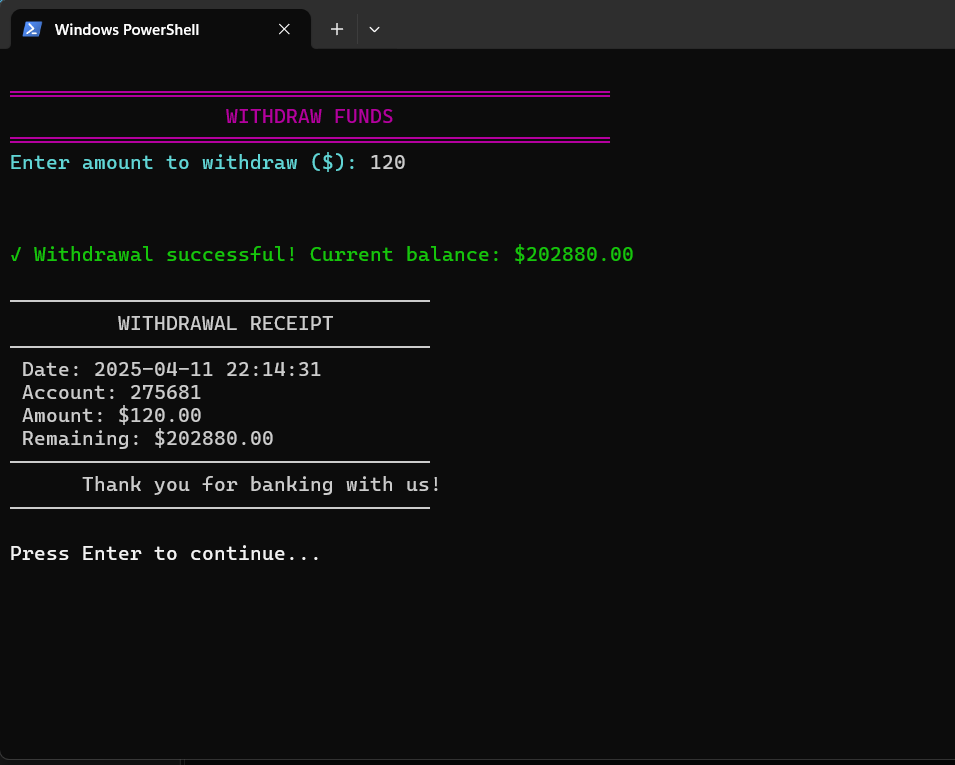 Windows PowerShell
WITHDRAW FUNDS
Enter amount to withdraw ($): 120
√ Withdrawal successful! Current balance: $202880.00
WITHDRAWAL RECEIPT
Date: 2025-04-11 22:14:31
Account: 275681
Amount: $120.00
Remaining: $202880.00
Thank you for banking with us!
Press Enter to continue...